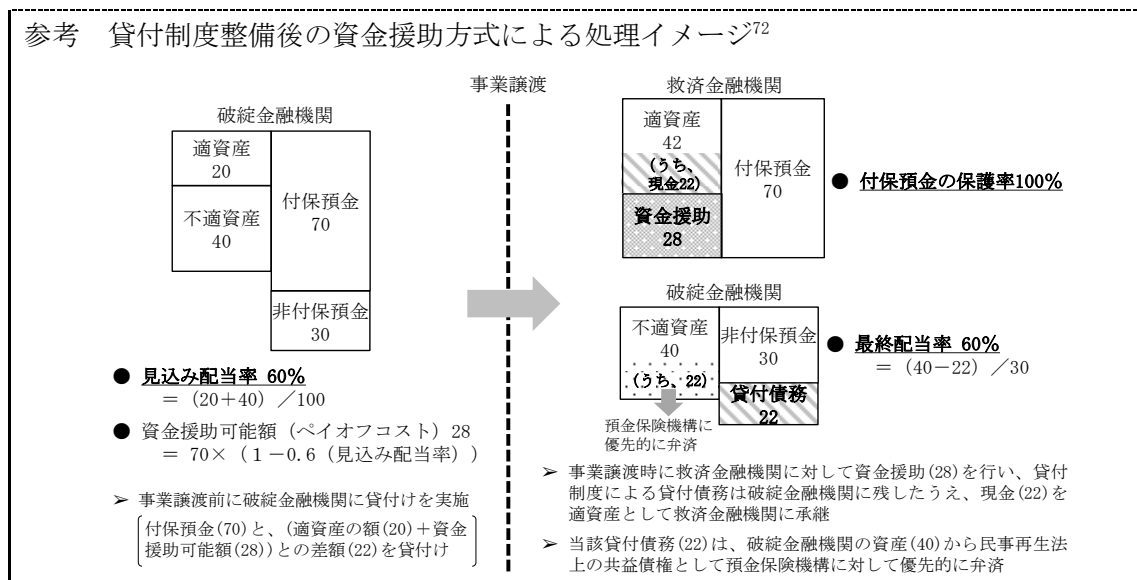 参考　貸付制度整備後の資金援助方式による処理イメージ72
事業譲渡
破綻金融機関
適資産
20
不適資産
40
付保預金
70
非付保預金
30
● 見込み配当率 60%
＝（20＋40）／100
● 資金援助可能額（ペイオフコスト）28
＝ 70×（１－0.6（見込み配当率））
➢ 事業譲渡前に破綻金融機関に貸付けを実施
付保預金(70)と、（適資産の額(20)＋資金
援助可能額(28)）との差額(22)を貸付け
救済金融機関
適資産
42
(うち、
現金22)
資金援助
28
付保預金
70
● 付保預金の保護率100%
破綻金融機関
不適資産
40
(うち、22)
非付保預金
30
貸付債務
22
預金保険機構に
優先的に弁済
● 最終配当率 60%
＝（40－22）／30
➢ 事業譲渡時に救済金融機関に対して資金援助(28)を行い、貸付
制度による貸付債務は破綻金融機関に残したうえ、現金(22)を
適資産として救済金融機関に承継
➢ 当該貸付債務(22)は、破綻金融機関の資産(40)から民事再生法
上の共益債権として預金保険機構に対して優先的に弁済